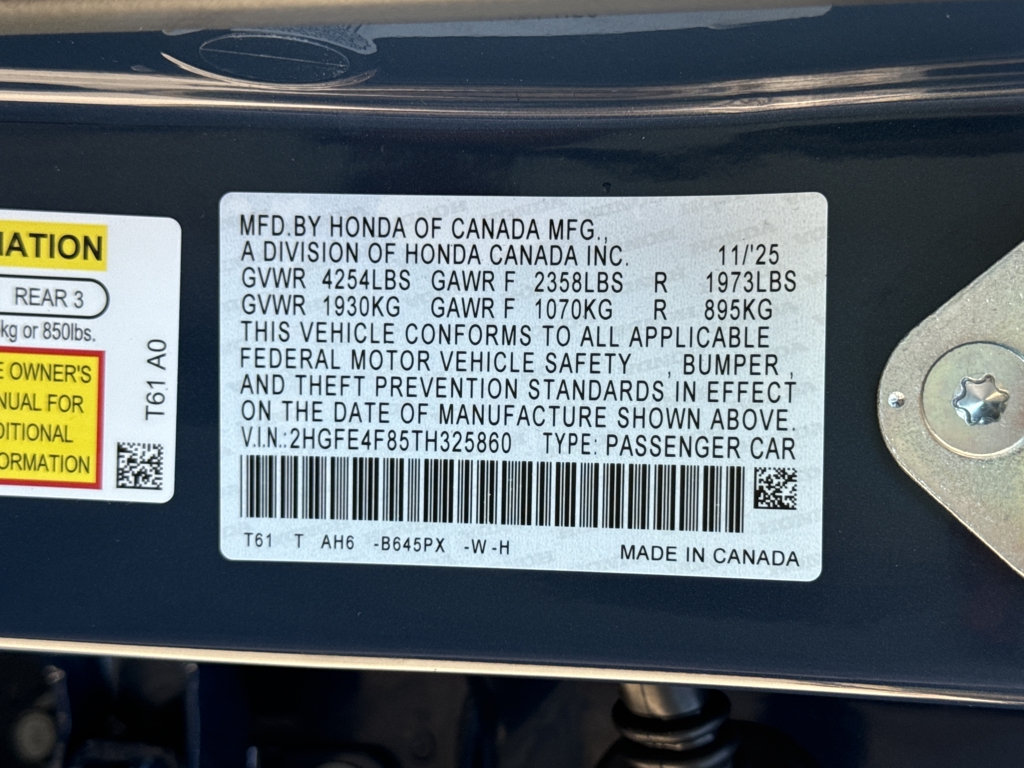 MATION
REAR 3
kg or 850lbs.
OWNER'S
FOR
T61 A0
MFD.BY HONDA OF CANADA MFG.,
A DIVISION OF HONDA CANADA INC. 11/'25
GVWR 4254LBS GAWR F 2358LBS R 1973LBS
GVWR 1930KG GAWR F 1070KG R 895KG
THIS VEHICLE CONFORMS TO ALL APPLICABLE
FEDERAL MOTOR VEHICLE SAFETY , BUMPER ,
AND THEFT PREVENTION STANDARDS IN EFFECT
ON THE DATE OF MANUFACTURE SHOWN ABOVE.
V.I.N.:2HGFE4F85TH325860 TYPE: PASSENGER CAR
T61 T AH6 -B645PX -W-H
MADE IN CANADA